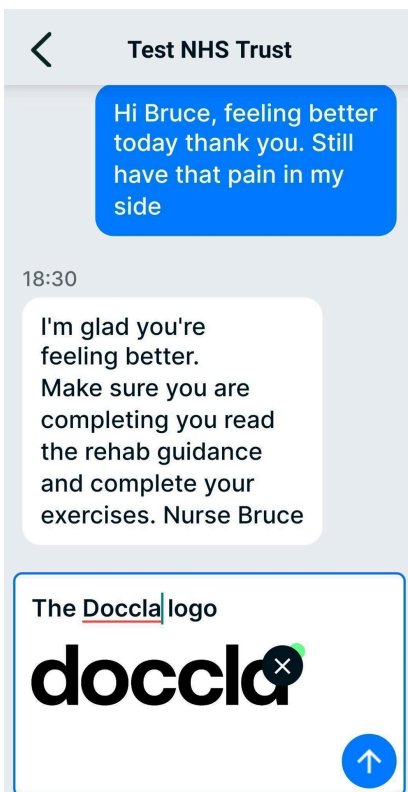 Test NHS Trust
Hi Bruce, feeling better
today thank you. Still
have that pain in my
side
18:30
I'm glad you're
feeling better.
Make sure you are
completing you read
the rehab guidance
and complete your
exercises. Nurse Bruce
The Doccla logo
doccla